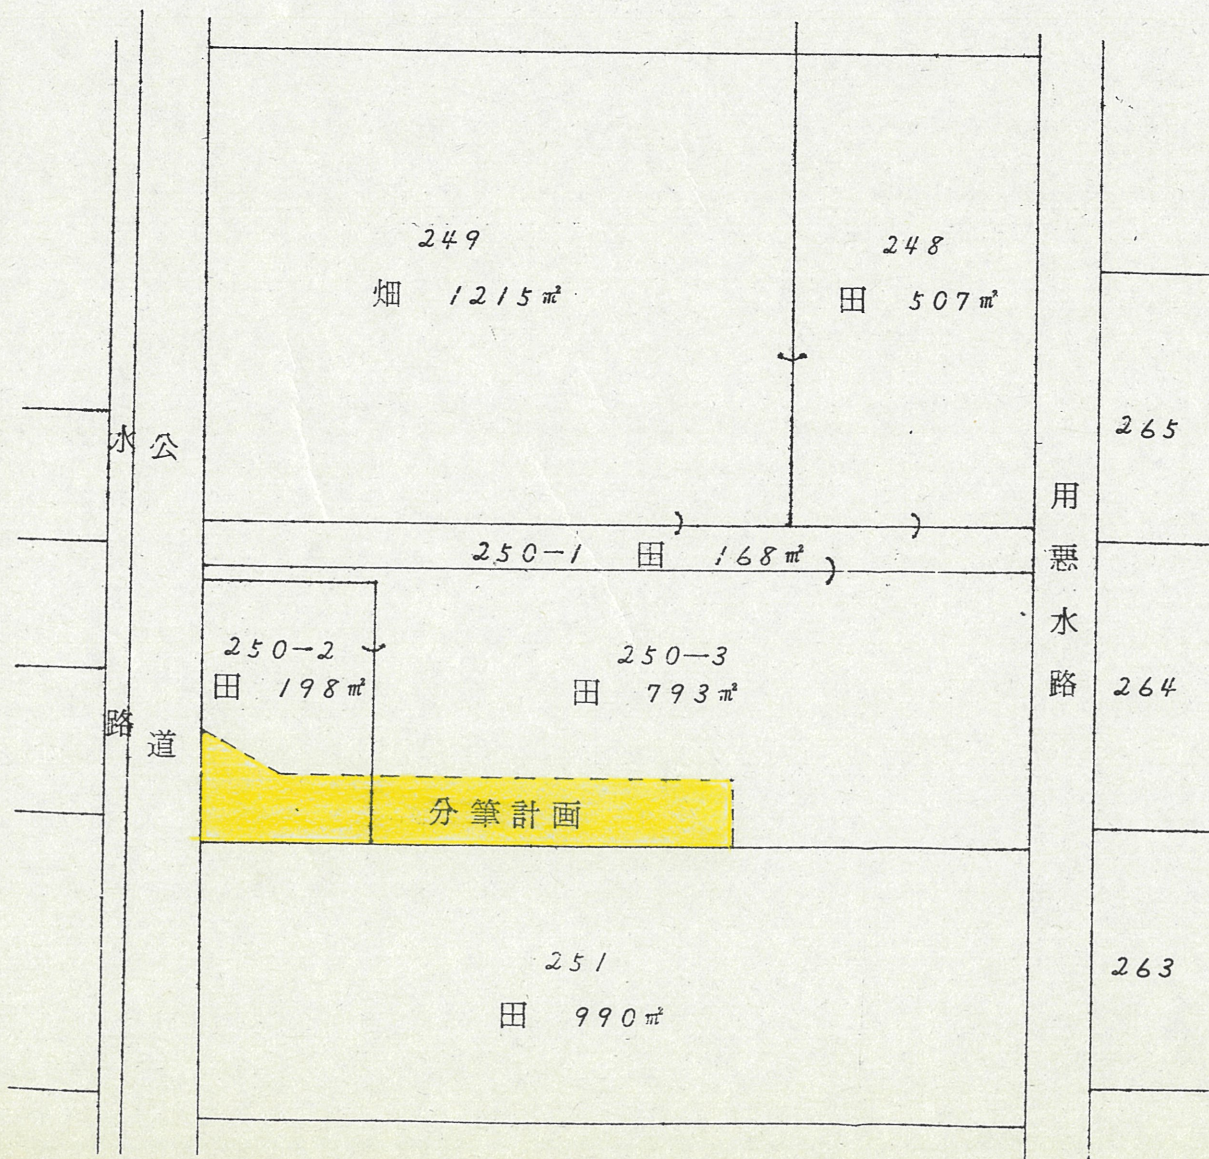 249
畑 1215㎡
248
田 507㎡
水路
公道
250-1 田 168㎡
250-2
田 198㎡
250-3
田 793㎡
分筆計画
251
田 990㎡
用悪水路
265
264
263